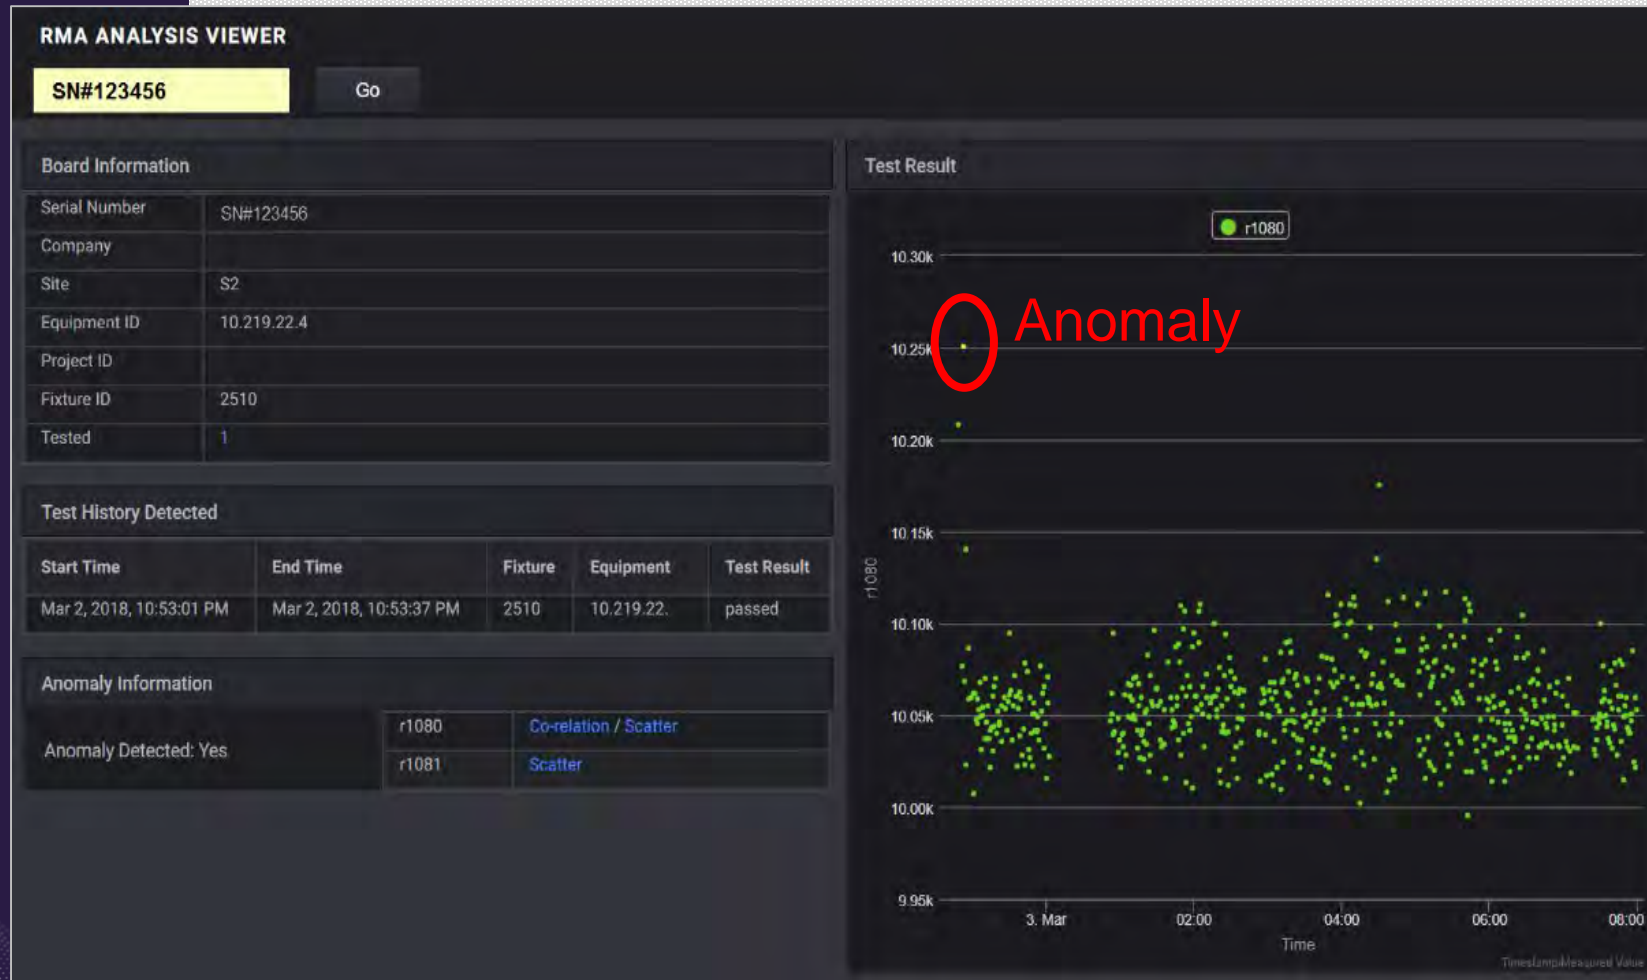 RMA ANALYSIS VIEWER
SN#123456
Go
Board Information
Serial Number SN#123456
Company
Site S2
Equipment ID 10.219.22.4
Project ID
Fixture ID 2510
Tested 1
Test History Detected
Start Time End Time Fixture Equipment Test Result
Mar 2, 2018, 10:53:01 PM Mar 2, 2018, 10:53:37 PM 2510 10.219.22. passed
Anomaly Information
Anomaly Detected: Yes
r1080 Co-relation / Scatter
r1081 Scatter
Test Result
r1080
Anomaly
10.30k
10.25k
10.20k
10.15k
10.10k
10.05k
10.00k
9.95k
r1080
3. Mar 02:00 04:00 06:00 08:00
Time
Timestamp/Measured Value